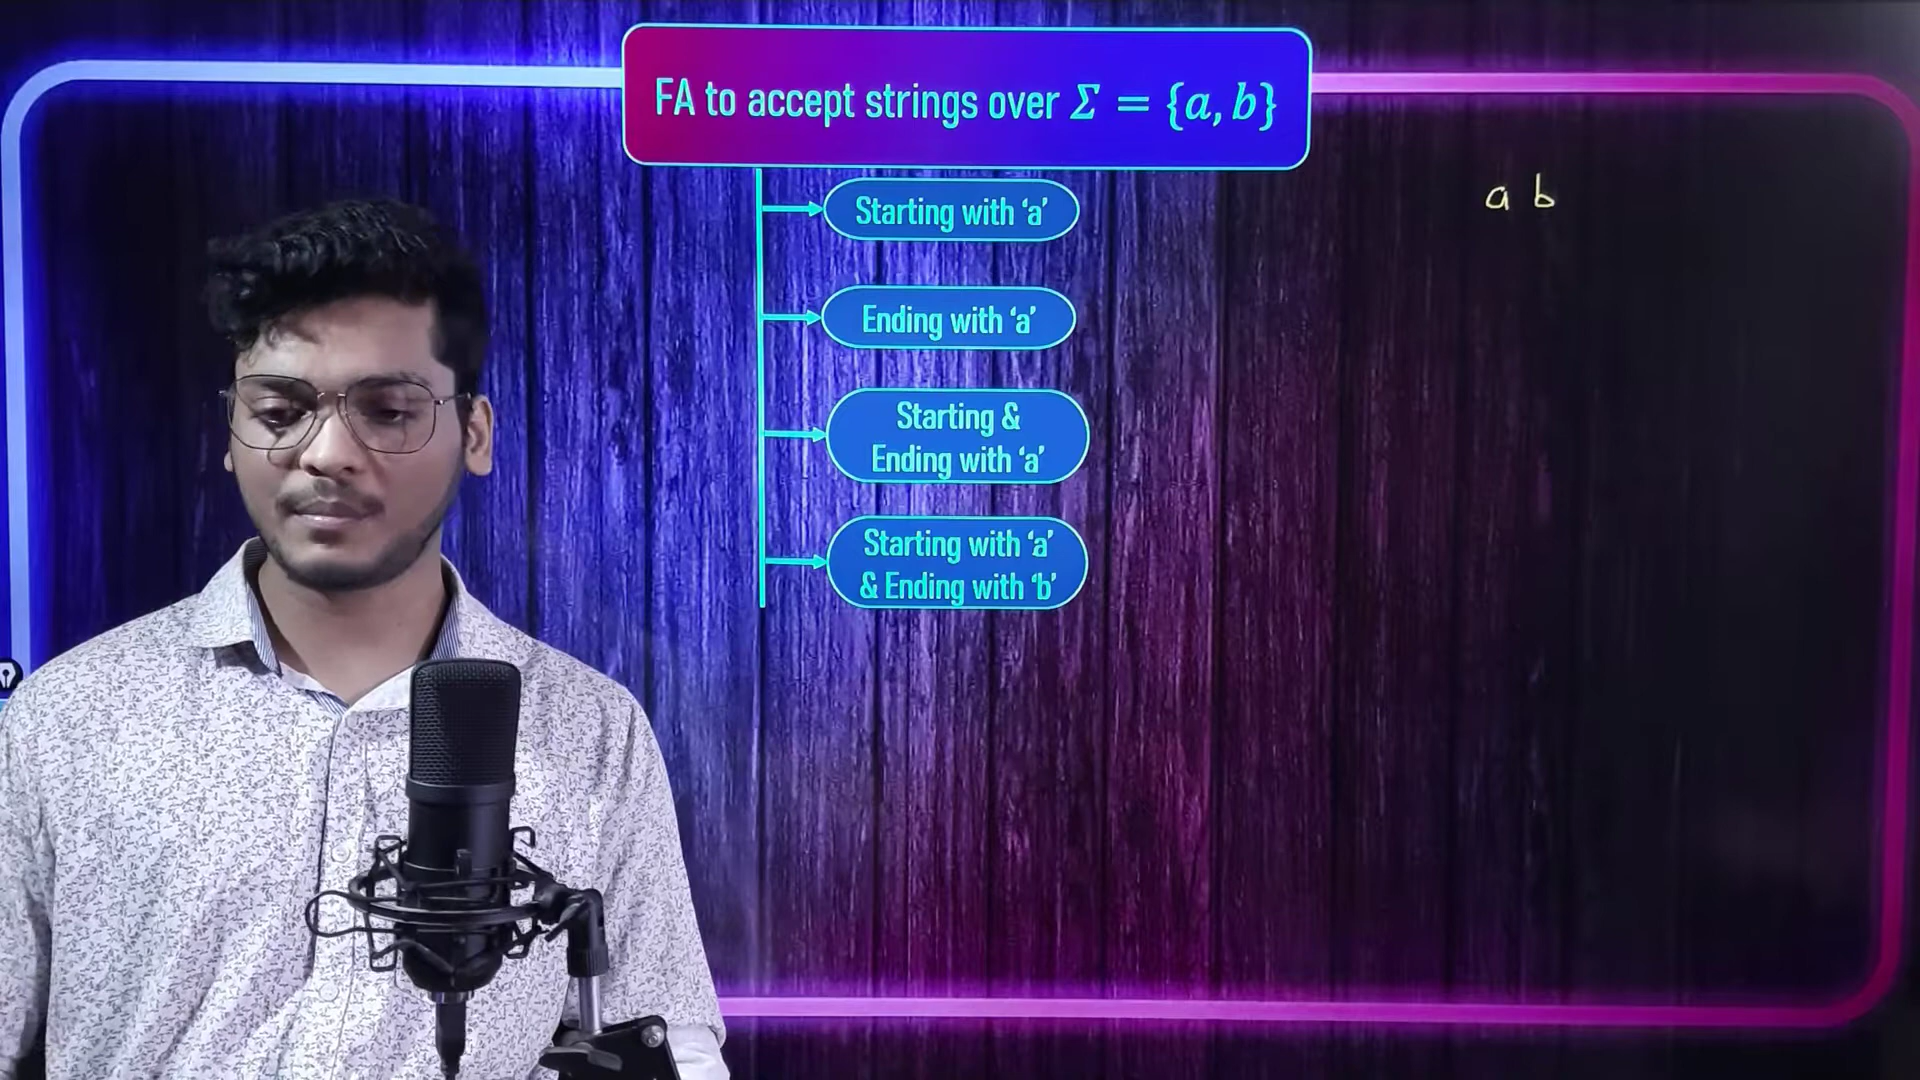 FA to accept strings over Σ = {a, b}
a b
Starting with ‘a’
Ending with ‘a’
Starting &
Ending with ‘a’
Starting with ‘a’
& Ending with ‘b’